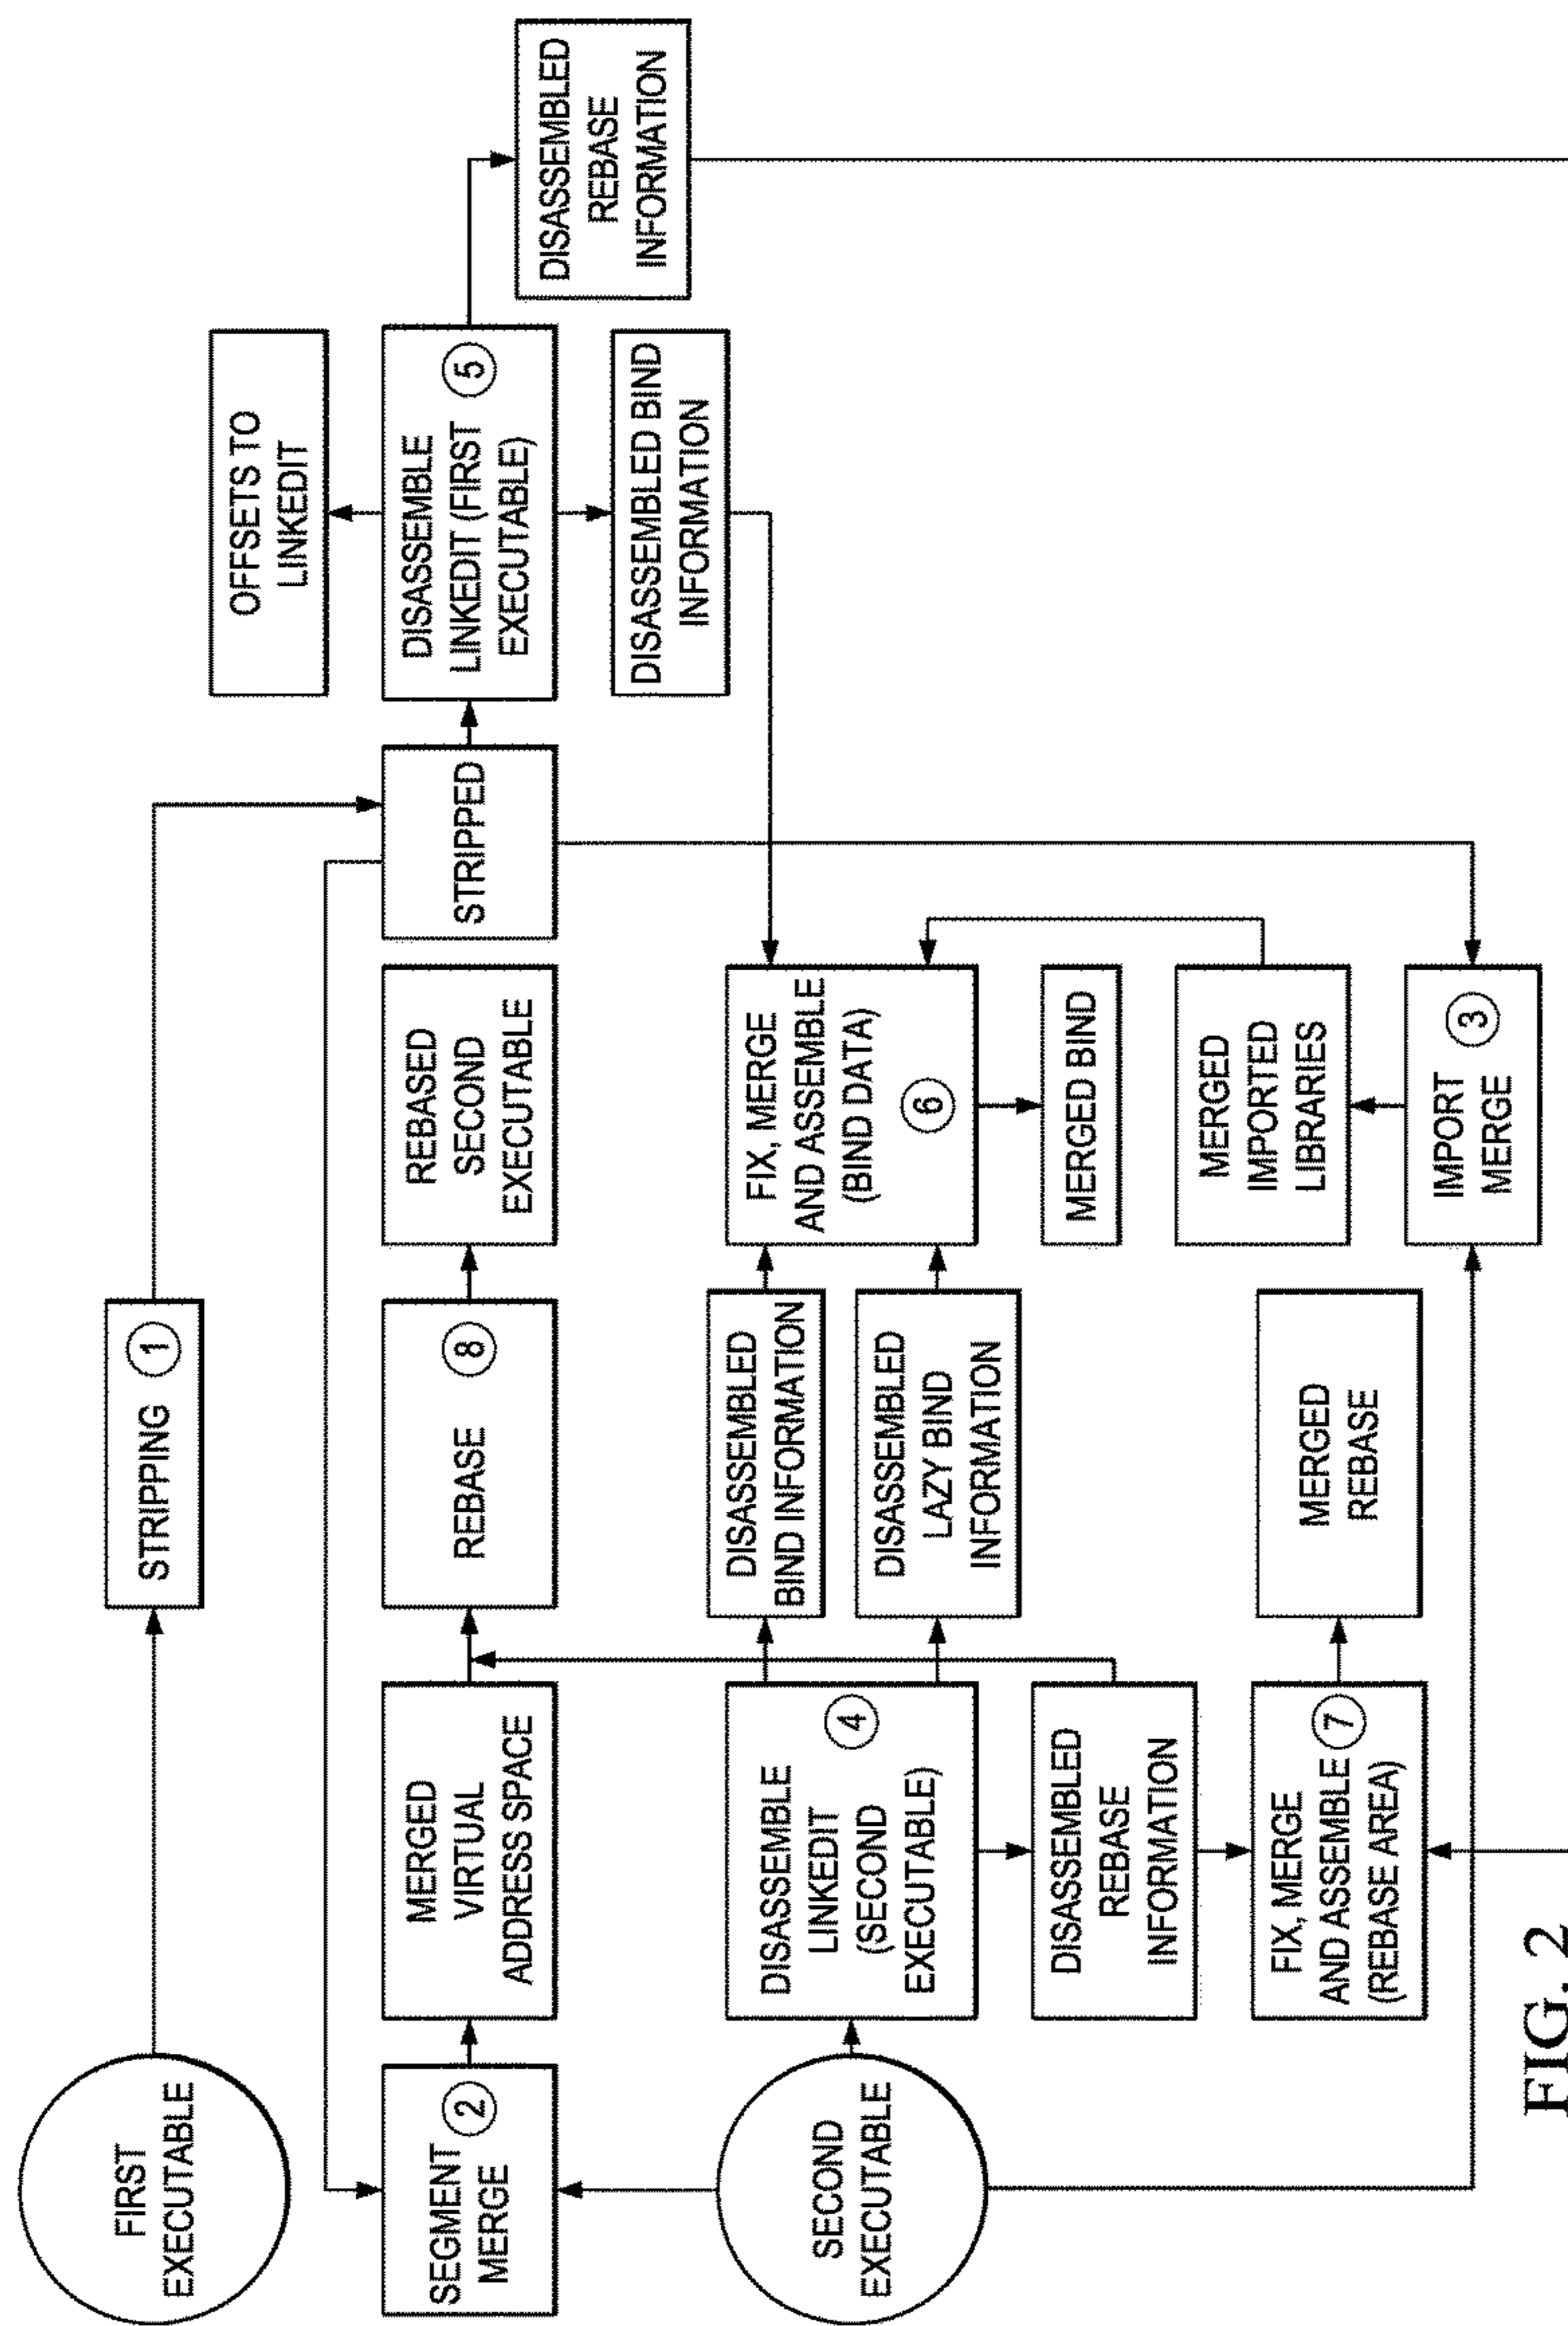 FIRST
EXECUTABLE
STRIPPING 1
SEGMENT 2
MERGE
MERGED
VIRTUAL
ADDRESS SPACE
REBASE 8
REBASED
SECOND
EXECUTABLE
STRIPPED
OFFSETS TO
LINKEDIT
DISASSEMBLE
LINKEDIT (FIRST 5
EXECUTABLE)
DISASSEMBLED
REBASE
INFORMATION
DISASSEMBLED BIND
INFORMATION
SECOND
EXECUTABLE
DISASSEMBLE
LINKEDIT 4
(SECOND
EXECUTABLE)
DISASSEMBLED
BIND INFORMATION
DISASSEMBLED
LAZY BIND
INFORMATION
FIX, MERGE
AND ASSEMBLE
(BIND DATA)
6
MERGED BIND
DISASSEMBLED
REBASE
INFORMATION
MERGED
IMPORTED
LIBRARIES
FIX, MERGE
AND ASSEMBLE 7
(REBASE AREA)
MERGED
REBASE
IMPORT 3
MERGE
FIG. 2